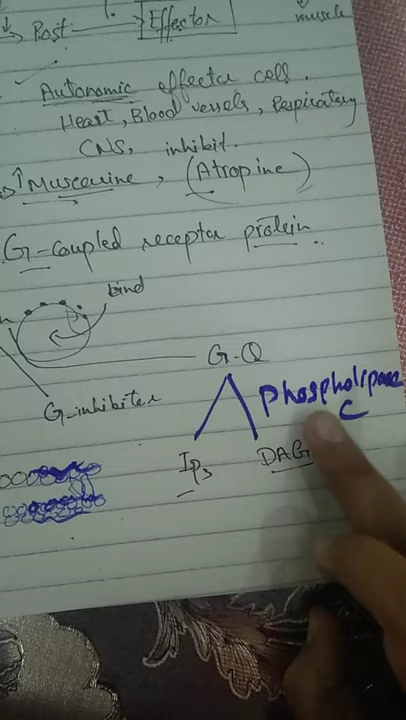 Post: → Effector
muscle
Autonomic effector cell.
Heart, Blood vessels, Respiratory
CNS, inhibit.
↑ Muscarine, (Atropine)
G-coupled receptor protein.
bind
G-Q
Phospholipase
C
G-inhibiter
Ip3
DAG